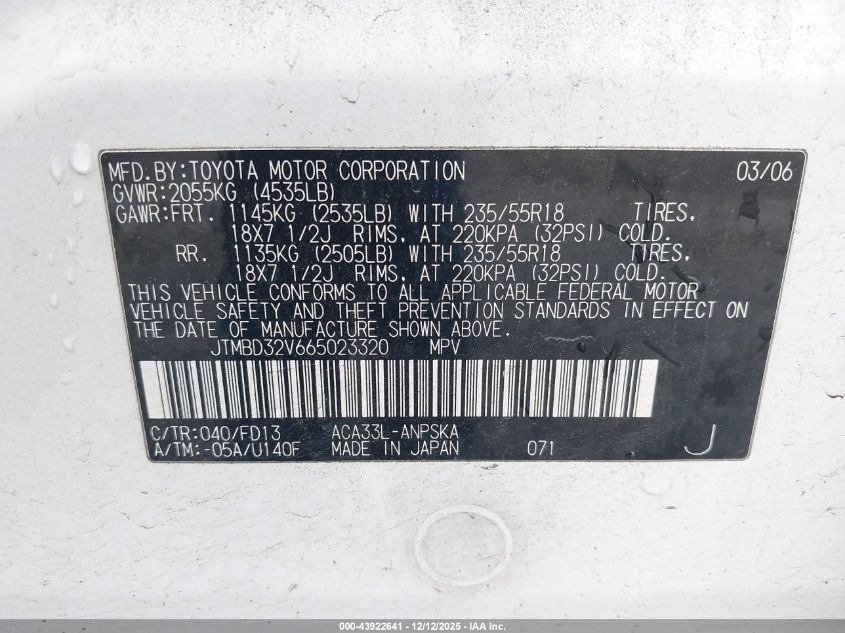 MFD.BY:TOYOTA MOTOR CORPORATION 03/06
GVWR:2055KG (4535LB)
GAWR:FRT. 1145KG (2535LB) WITH 235/55R18 TIRES,
18X7 1/2J RIMS, AT 220KPA (32PSI) COLD.
RR. 1135KG (2505LB) WITH 235/55R18 TIRES,
18X7 1/2J RIMS, AT 220KPA (32PSI) COLD.
THIS VEHICLE CONFORMS TO ALL APPLICABLE FEDERAL MOTOR
VEHICLE SAFETY AND THEFT PREVENTION STANDARDS IN EFFECT ON
THE DATE OF MANUFACTURE SHOWN ABOVE.
JTMBD32V665023320 MPV
C/TR:040/FD13 ACA33L-ANPSKA
A/TM:-05A/U140F MADE IN JAPAN 071 J
000-43922641 - 12/12/2025 - IAA Inc.